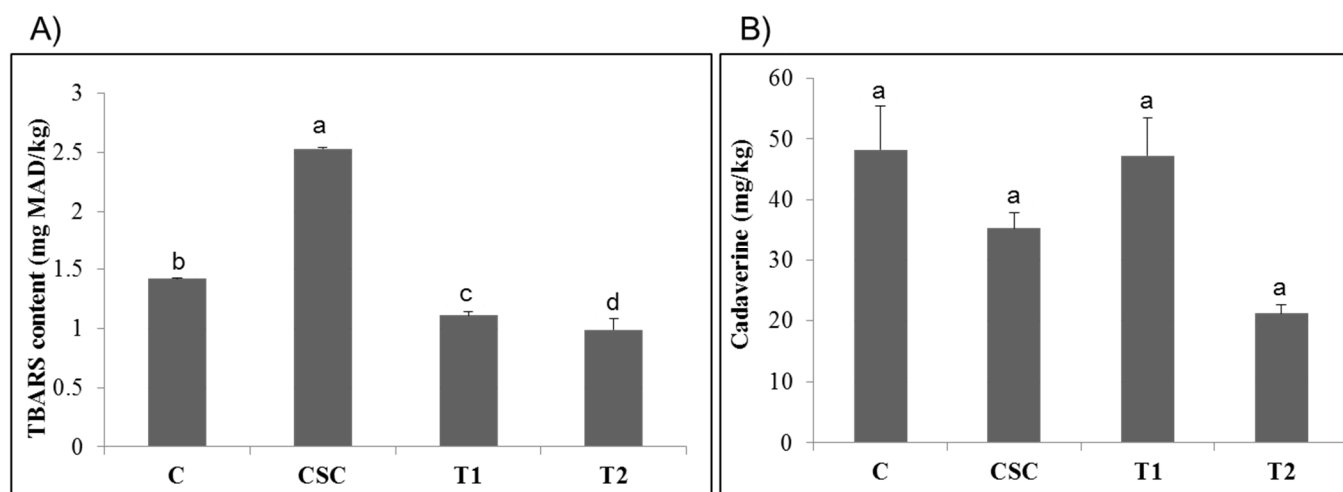 A)
TBARS content (mg MAD/kg)
3
2.5
2
1.5
1
0.5
0
a
b
c
d
C CSC T1 T2
B)
Cadaverine (mg/kg)
60
50
40
30
20
10
0
a
a
a
a
C CSC T1 T2